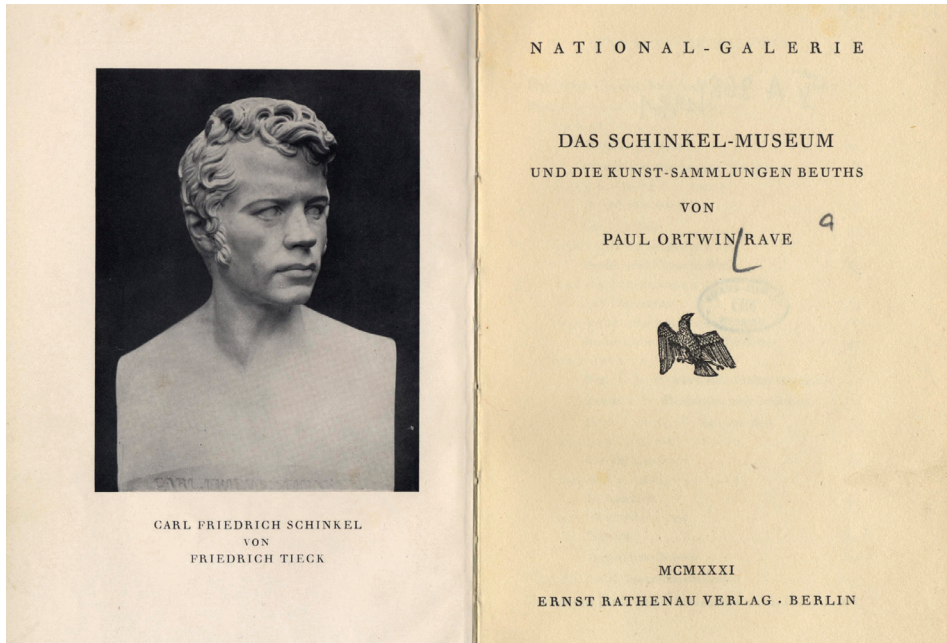 CARL FRIEDRICH SCHINKEL
VON
FRIEDRICH TIECK
NATIONAL-GALERIE
DAS SCHINKEL-MUSEUM
UND DIE KUNST-SAMMLUNGEN BEUTHS
VON
PAUL ORTWIN RAVE
a
MCMXXXI
ERNST RATHENAU VERLAG · BERLIN